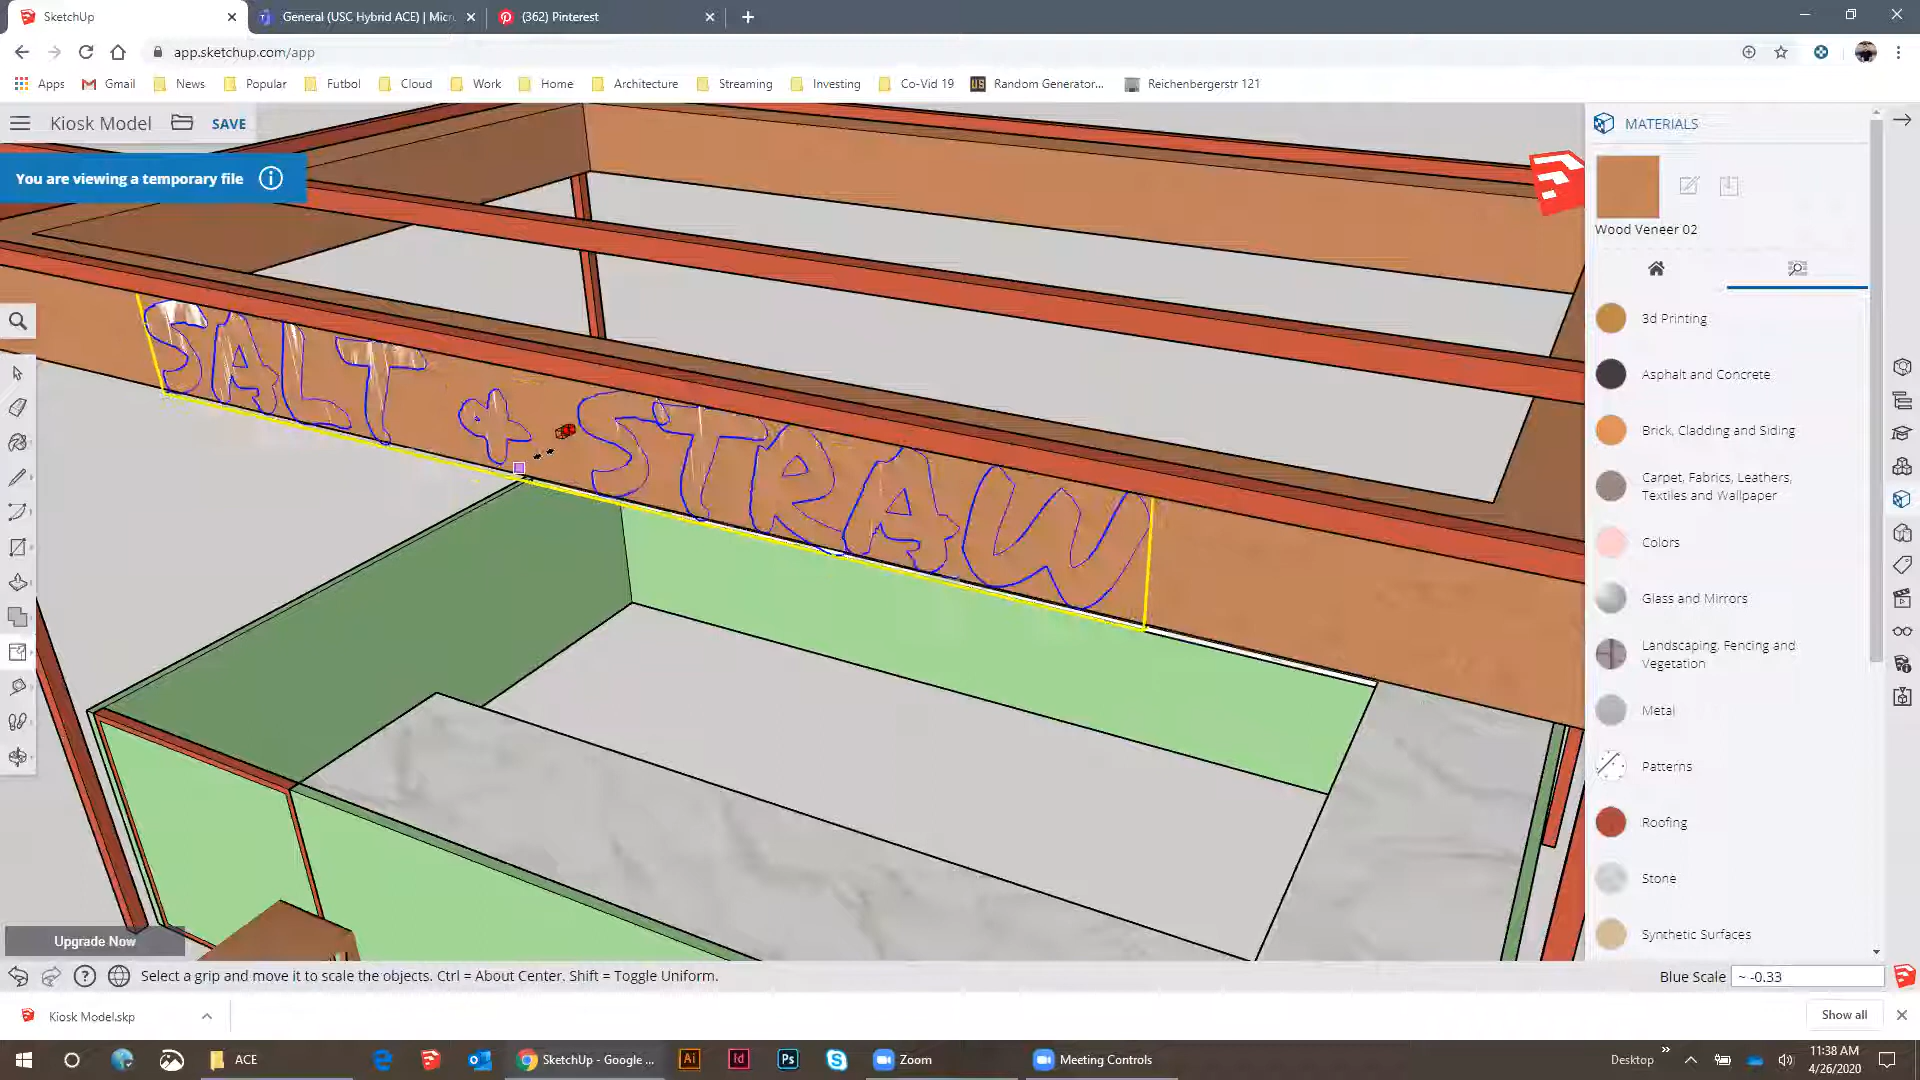 SketchUp
General (USC Hybrid ACE) | Micr
(362) Pinterest
app.sketchup.com/app
Apps
Gmail
News
Popular
Futbol
Cloud
Work
Home
Architecture
Streaming
Investing
Co-Vid 19
Random Generator...
Reichenbergerstr 121
Kiosk Model
SAVE
You are viewing a temporary file
SALT + STRAW
MATERIALS
Wood Veneer 02
3d Printing
Asphalt and Concrete
Brick, Cladding and Siding
Carpet, Fabrics, Leathers,
Textiles and Wallpaper
Colors
Glass and Mirrors
Landscaping, Fencing and
Vegetation
Metal
Patterns
Roofing
Stone
Synthetic Surfaces
Upgrade Now
Select a grip and move it to scale the objects. Ctrl = About Center. Shift = Toggle Uniform.
Blue Scale
~ -0.33
Kiosk Model.skp
Show all
ACE
SketchUp - Google ...
Ai
Id
Ps
Zoom
Meeting Controls
Desktop
11:38 AM
4/26/2020